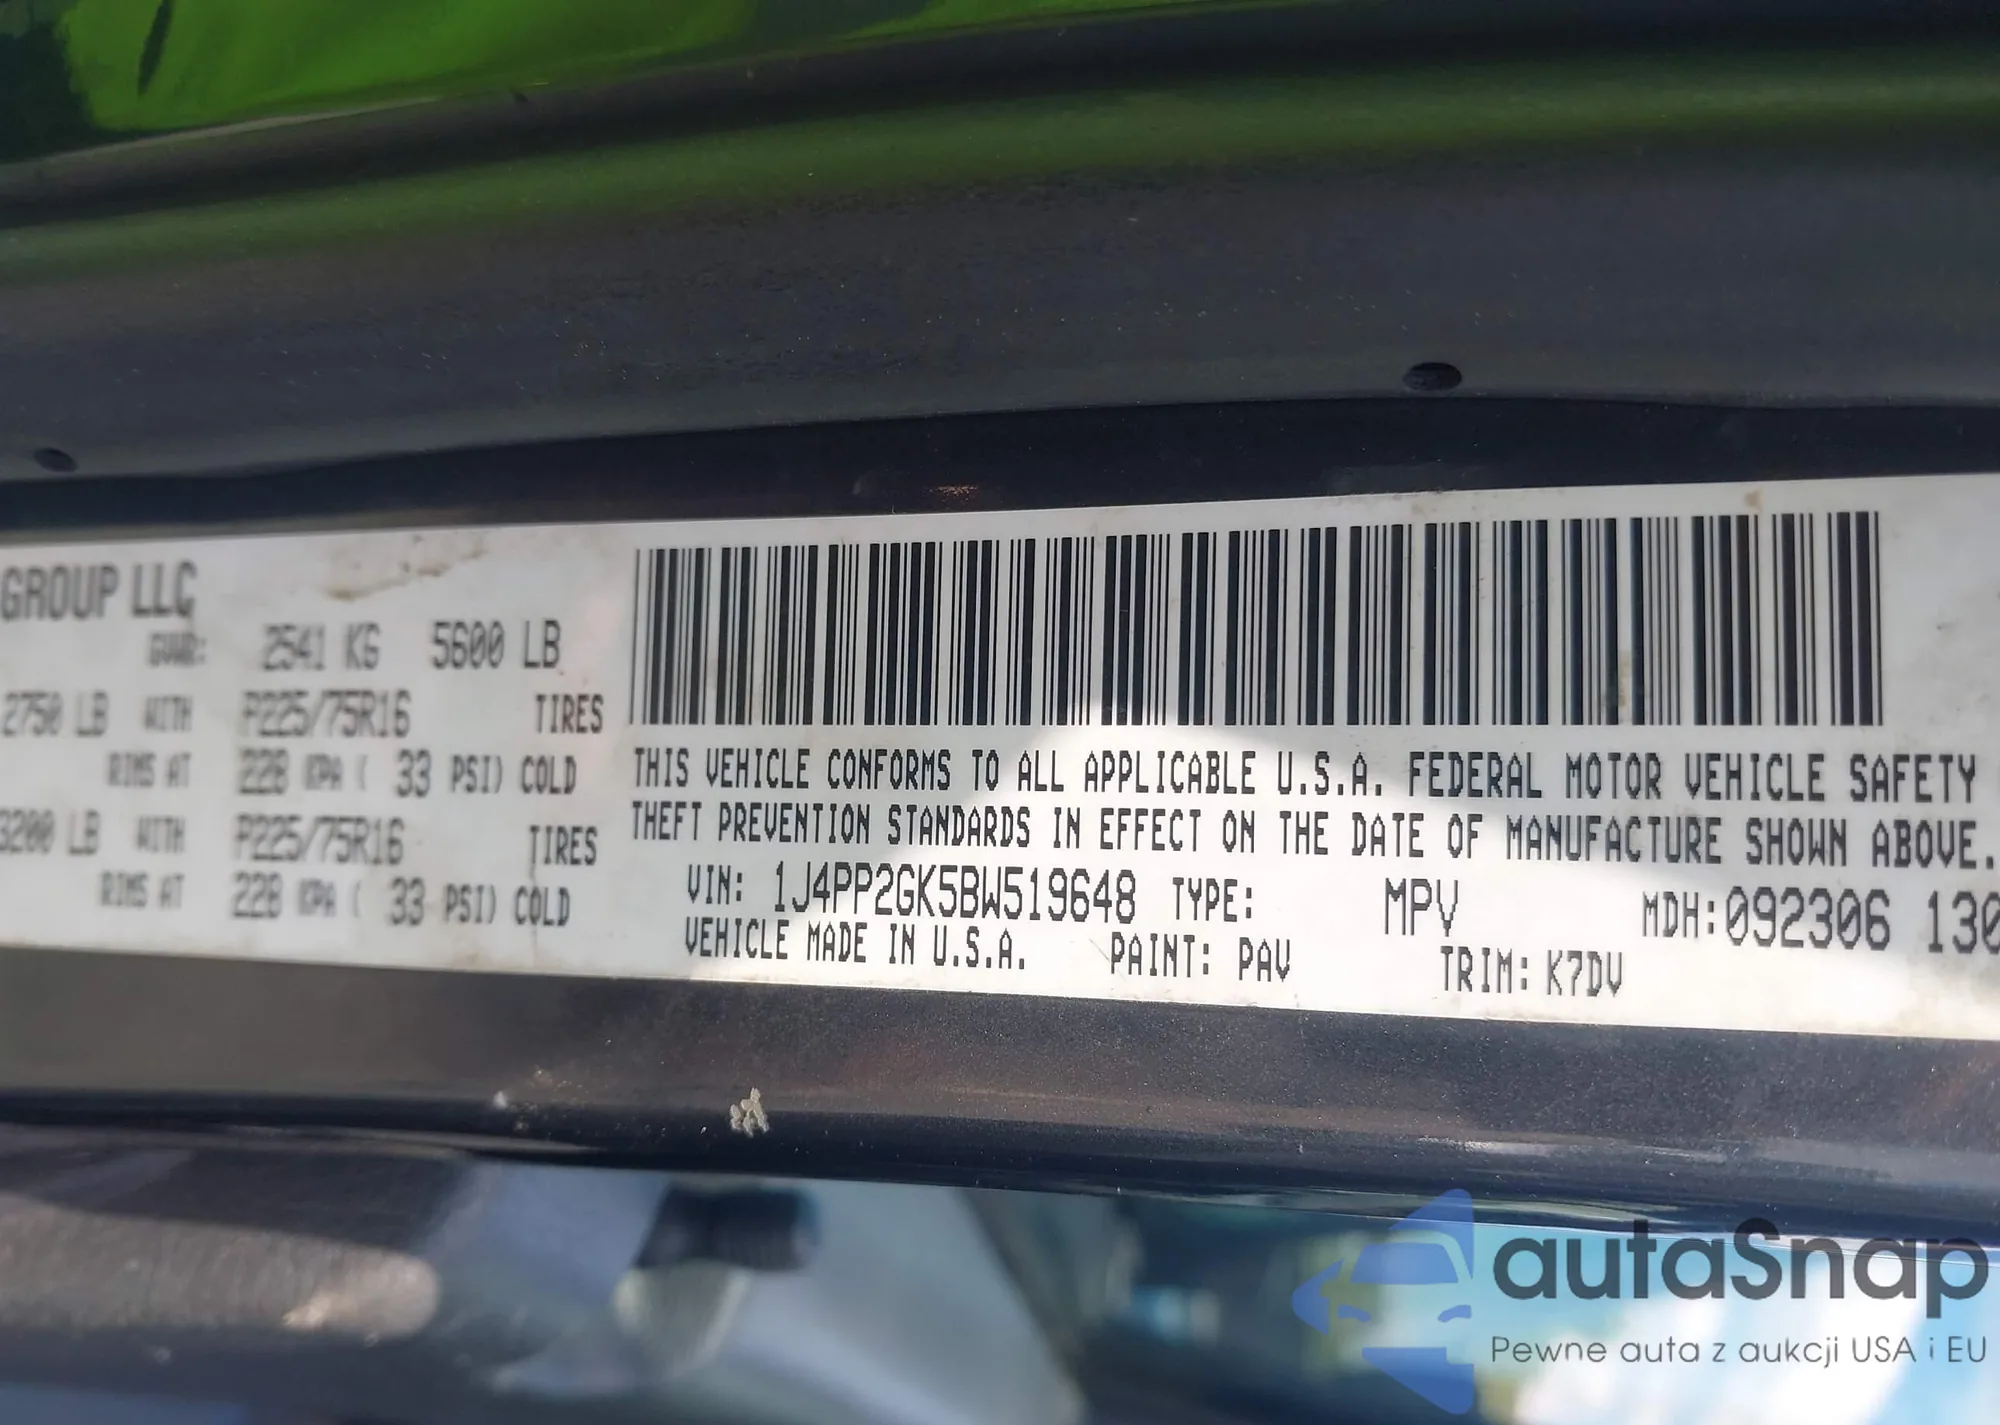 GROUP LLC
GVWR: 2541 KG 5600 LB
2750 LB WITH P225/75R16 TIRES
RIMS AT 228 KPA ( 33 PSI) COLD
3200 LB WITH P225/75R16 TIRES
RIMS AT 228 KPA ( 33 PSI) COLD
THIS VEHICLE CONFORMS TO ALL APPLICABLE U.S.A. FEDERAL MOTOR VEHICLE SAFETY
THEFT PREVENTION STANDARDS IN EFFECT ON THE DATE OF MANUFACTURE SHOWN ABOVE.
VIN: 1J4PP2GK5BW519648 TYPE: MPV MDH:092306 130
VEHICLE MADE IN U.S.A. PAINT: PAV TRIM: K7DV
autaSnap
Pewne auta z aukcji USA i EU